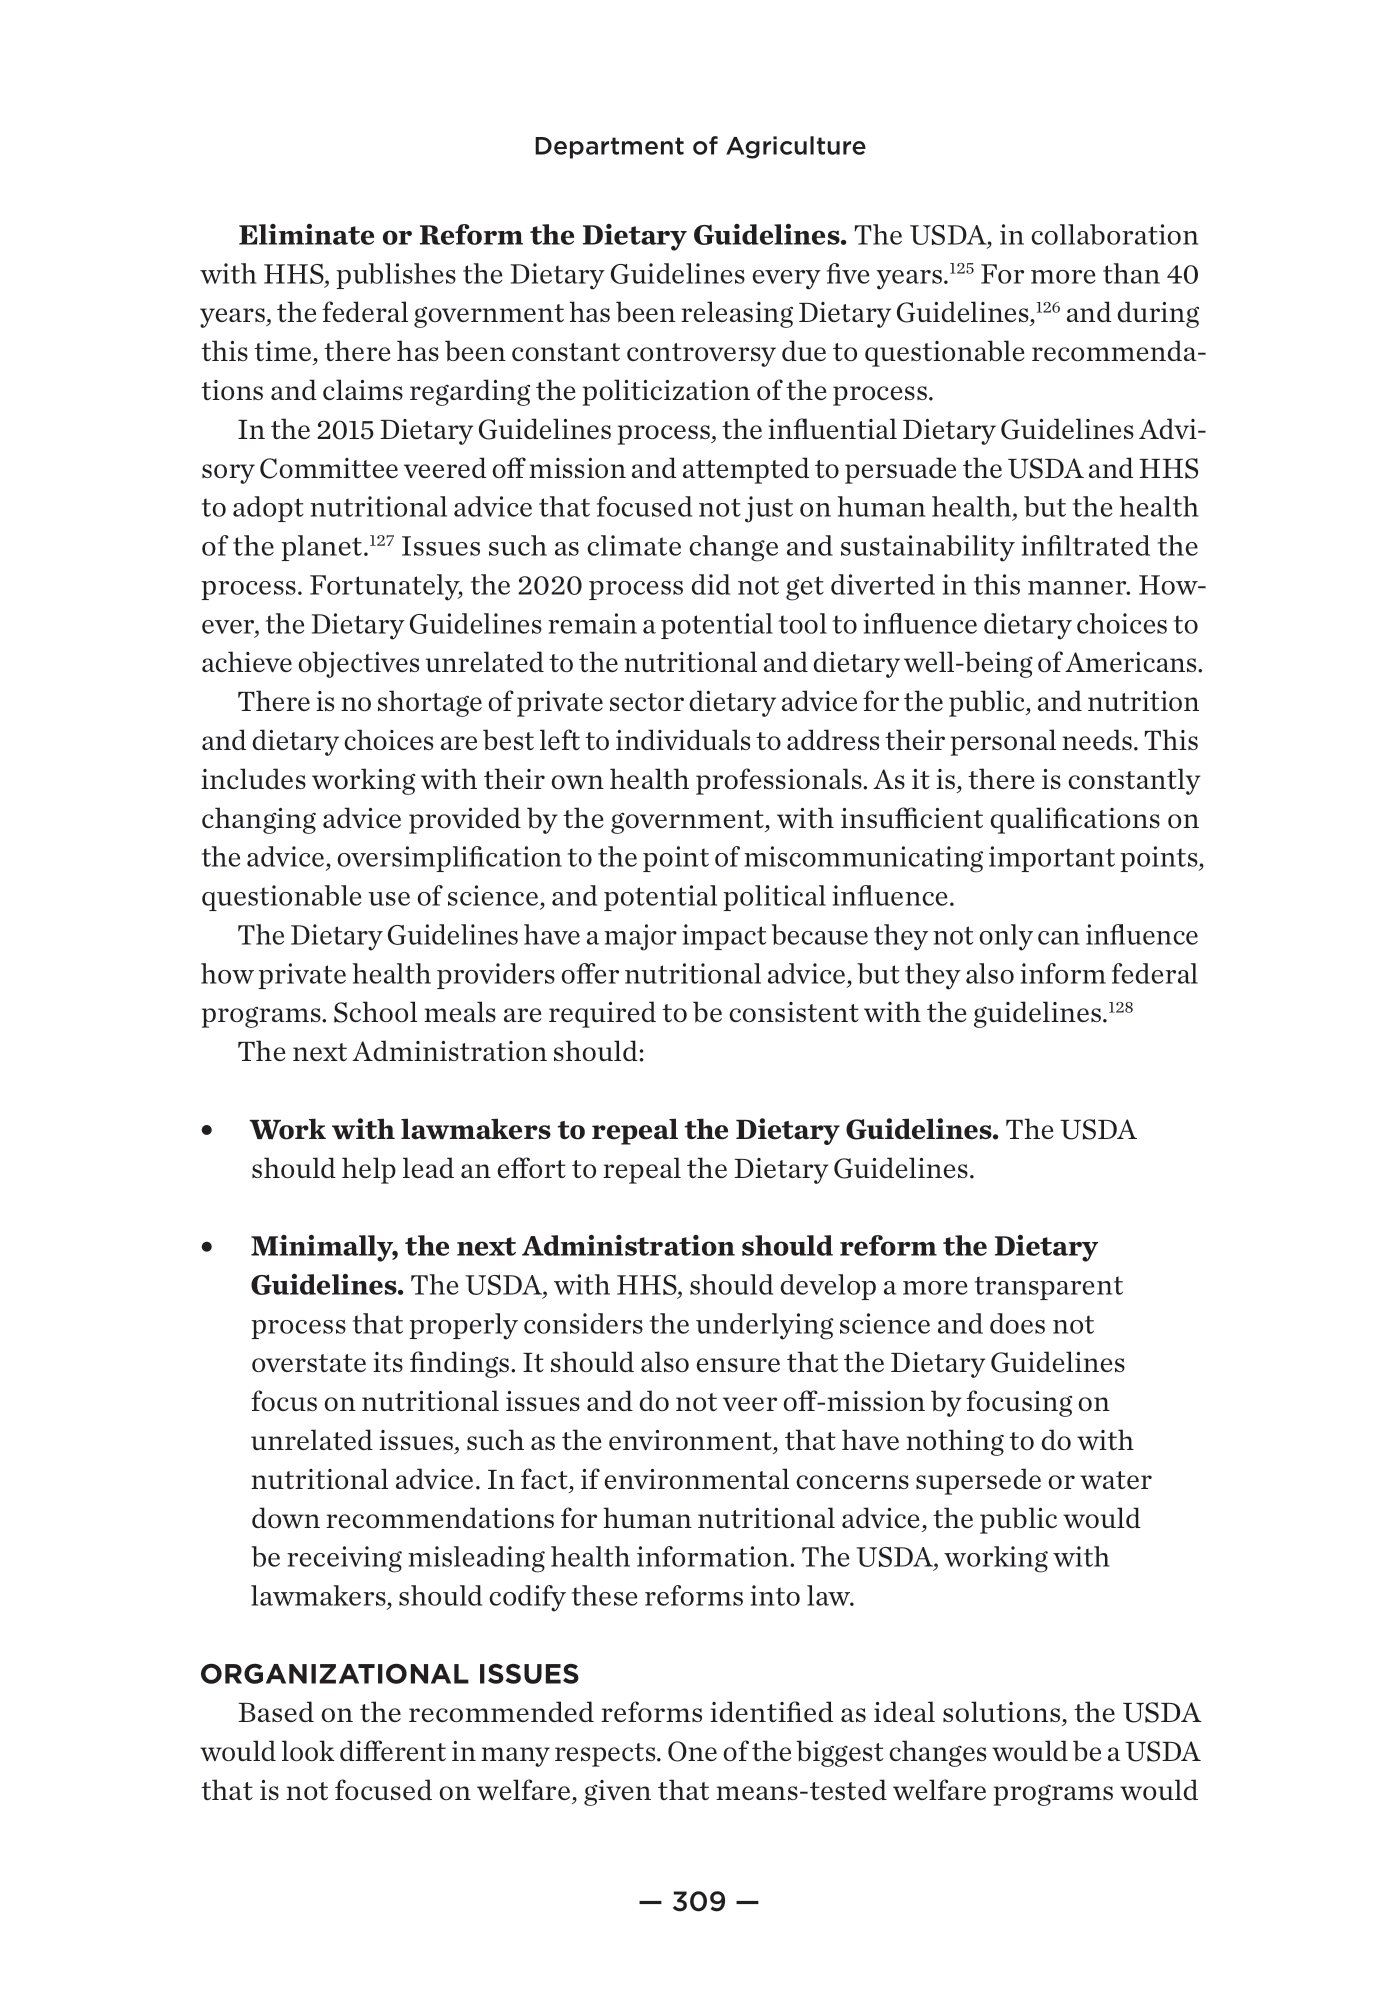 Department of Agriculture
Eliminate or Reform the Dietary Guidelines. The USDA, in collaboration
with HHS, publishes the Dietary Guidelines every five years.125 For more than 40
years, the federal government has been releasing Dietary Guidelines,126 and during
this time, there has been constant controversy due to questionable recommenda-
tions and claims regarding the politicization of the process.
In the 2015 Dietary Guidelines process, the influential Dietary Guidelines Advi-
sory Committee veered off mission and attempted to persuade the USDA and HHS
to adopt nutritional advice that focused not just on human health, but the health
of the planet.127 Issues such as climate change and sustainability infiltrated the
process. Fortunately, the 2020 process did not get diverted in this manner. How-
ever, the Dietary Guidelines remain a potential tool to influence dietary choices to
achieve objectives unrelated to the nutritional and dietary well-being of Americans.
There is no shortage of private sector dietary advice for the public, and nutrition
and dietary choices are best left to individuals to address their personal needs. This
includes working with their own health professionals. As it is, there is constantly
changing advice provided by the government, with insufficient qualifications on
the advice, oversimplification to the point of miscommunicating important points,
questionable use of science, and potential political influence.
The Dietary Guidelines have a major impact because they not only can influence
how private health providers offer nutritional advice, but they also inform federal
programs. School meals are required to be consistent with the guidelines.128
The next Administration should:
• Work with lawmakers to repeal the Dietary Guidelines. The USDA
should help lead an effort to repeal the Dietary Guidelines.
• Minimally, the next Administration should reform the Dietary
Guidelines. The USDA, with HHS, should develop a more transparent
process that properly considers the underlying science and does not
overstate its findings. It should also ensure that the Dietary Guidelines
focus on nutritional issues and do not veer off-mission by focusing on
unrelated issues, such as the environment, that have nothing to do with
nutritional advice. In fact, if environmental concerns supersede or water
down recommendations for human nutritional advice, the public would
be receiving misleading health information. The USDA, working with
lawmakers, should codify these reforms into law.
ORGANIZATIONAL ISSUES
Based on the recommended reforms identified as ideal solutions, the USDA
would look different in many respects. One of the biggest changes would be a USDA
that is not focused on welfare, given that means-tested welfare programs would
— 309 —